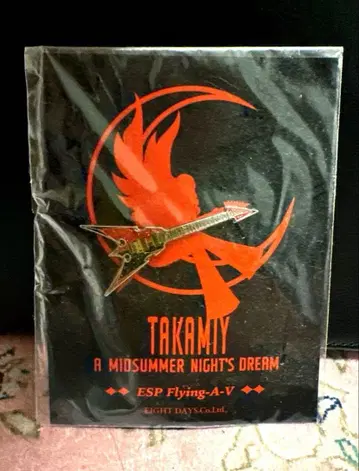 TAKAMIY
A MIDSUMMER NIGHT'S DREAM-
ESP Flying-A-V
EIGHT DAYS.Co.Ltd,